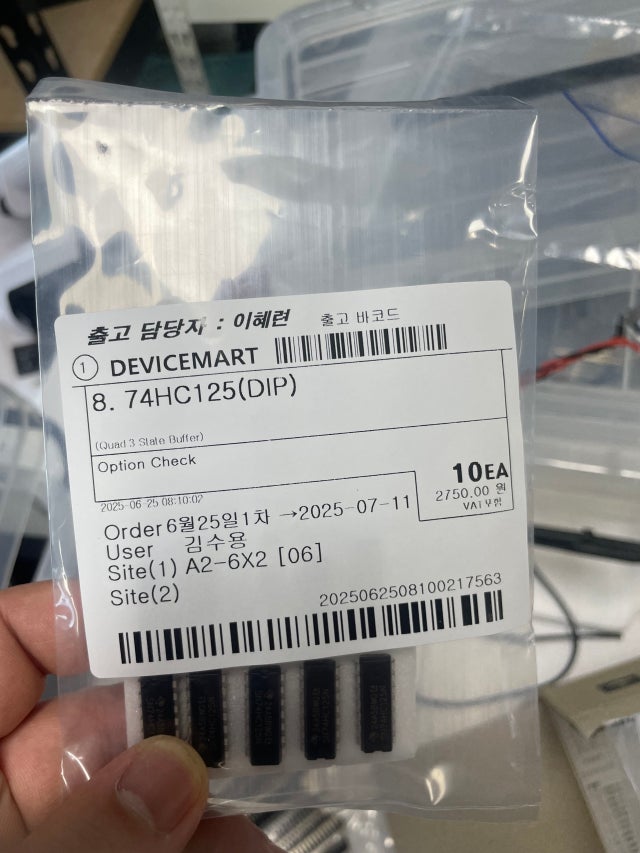 출고 담당자 : 이혜련 출고 바코드
1 DEVICEMART
8. 74HC125(DIP)
(Quad 3 State Buffer)
Option Check
10EA
2750.00 원
VAT포함
2025-06-25 08:10:02
Order 6월25일1차 →2025-07-11
User 김수용
Site(1) A2-6X2 [06]
Site(2)
2025062508100217563